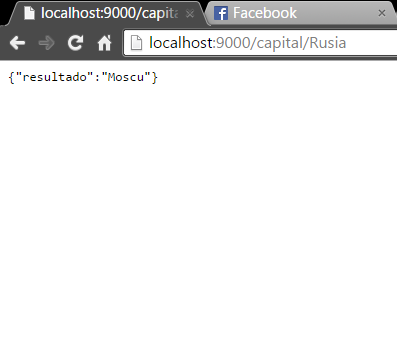 localhost:9000/capita
Facebook
localhost:9000/capital/Rusia
{"resultado":"Moscu"}